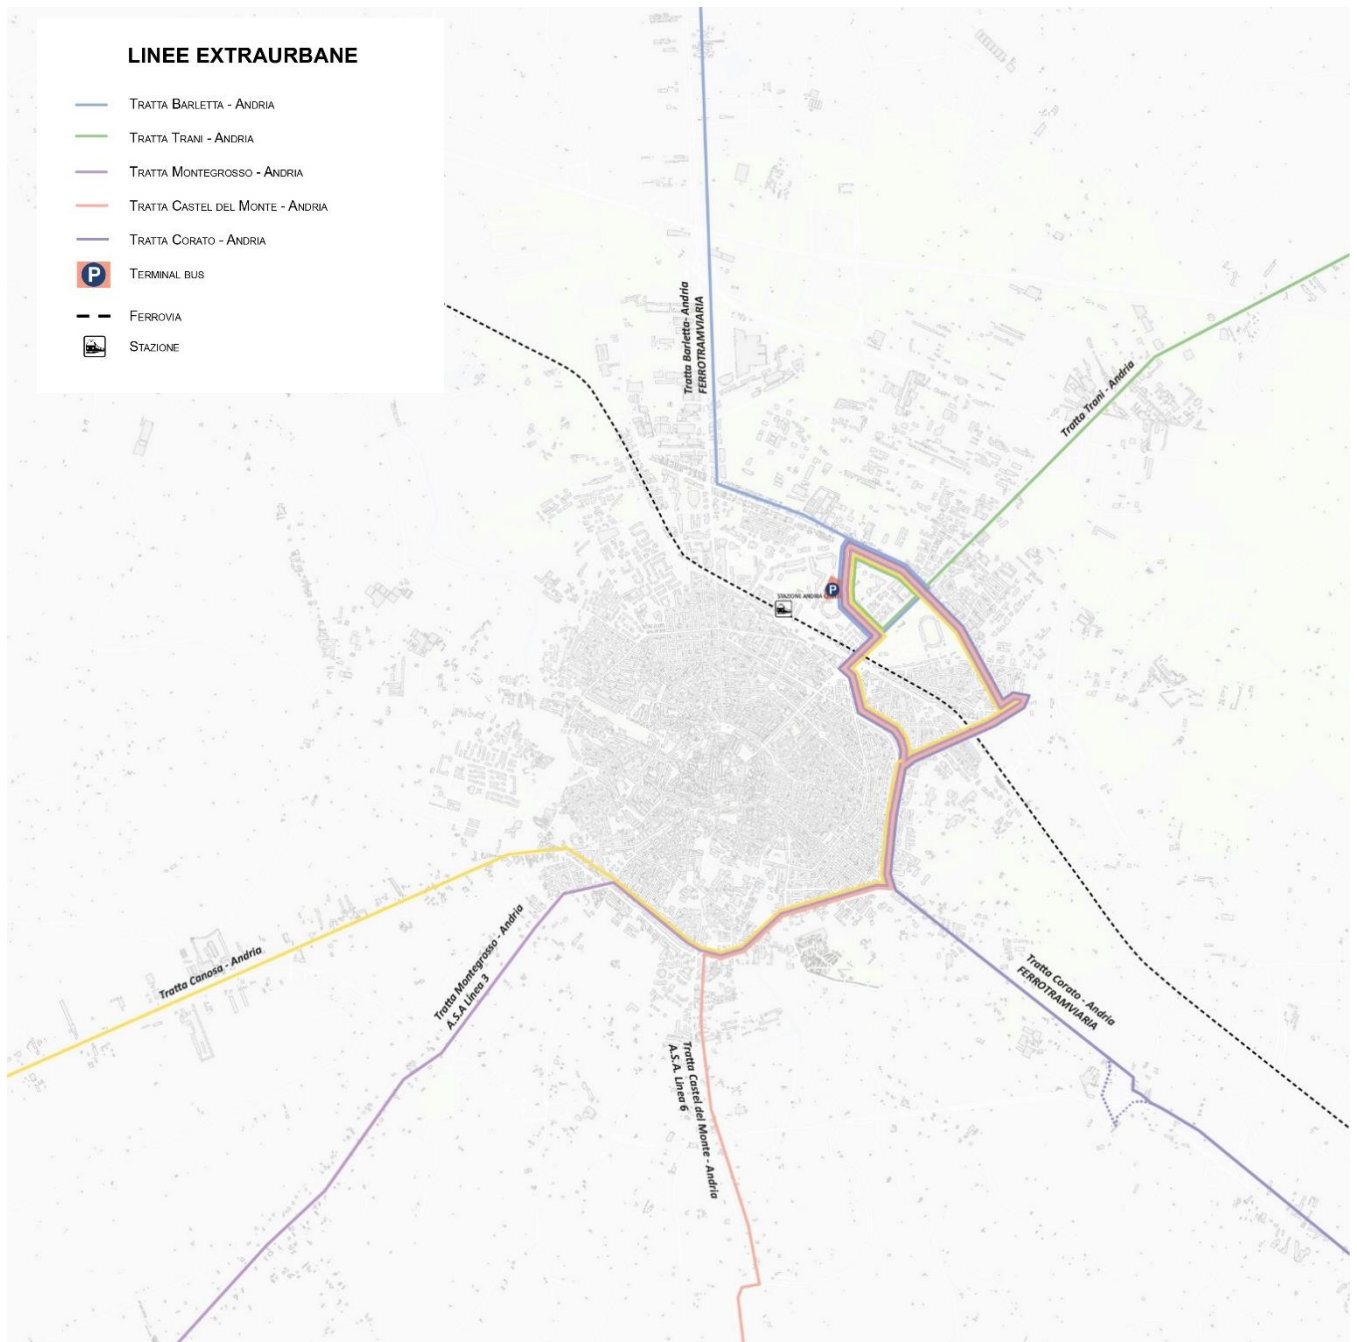 LINEE EXTRAURBANE
TRATTA BARLETTA - ANDRIA
TRATTA TRANI - ANDRIA
TRATTA MONTEGROSSO - ANDRIA
TRATTA CASTEL DEL MONTE - ANDRIA
TRATTA CORATO - ANDRIA
P
TERMINAL BUS
FERROVIA
STAZIONE
Tratta Barletta- Andria
FERROTRAMVIARIA
Tratta Trani - Andria
P
STAZIONE ANDRIA
Tratta Canosa - Andria
Tratta Montegrosso - Andria
A.S.A Linea 3
Tratta Castel del Monte - Andria
A.S.A. Linea 6
Tratta Corato - Andria
FERROTRAMVIARIA